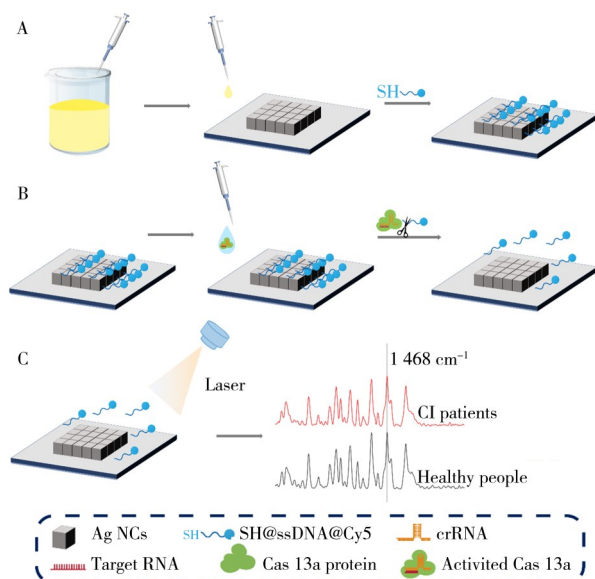 A
SH
B
C
Laser
1 468 cm⁻¹
CI patients
Healthy people
Ag NCs
SH
SH@ssDNA@Cy5
crRNA
Target RNA
Cas 13a protein
Activited Cas 13a